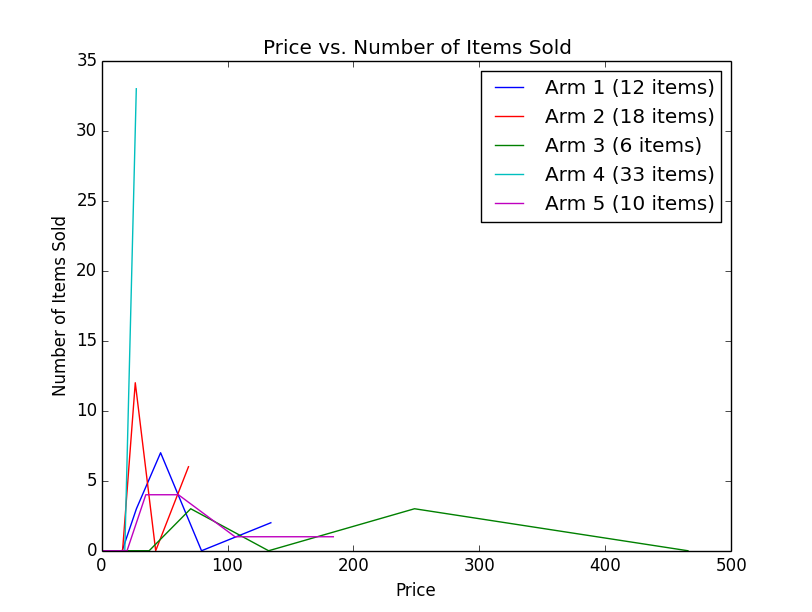 Price vs. Number of Items Sold
35
30
25
20
15
10
5
0
Number of Items Sold
Arm 1 (12 items)
Arm 2 (18 items)
Arm 3 (6 items)
Arm 4 (33 items)
Arm 5 (10 items)
0 100 200 300 400 500
Price